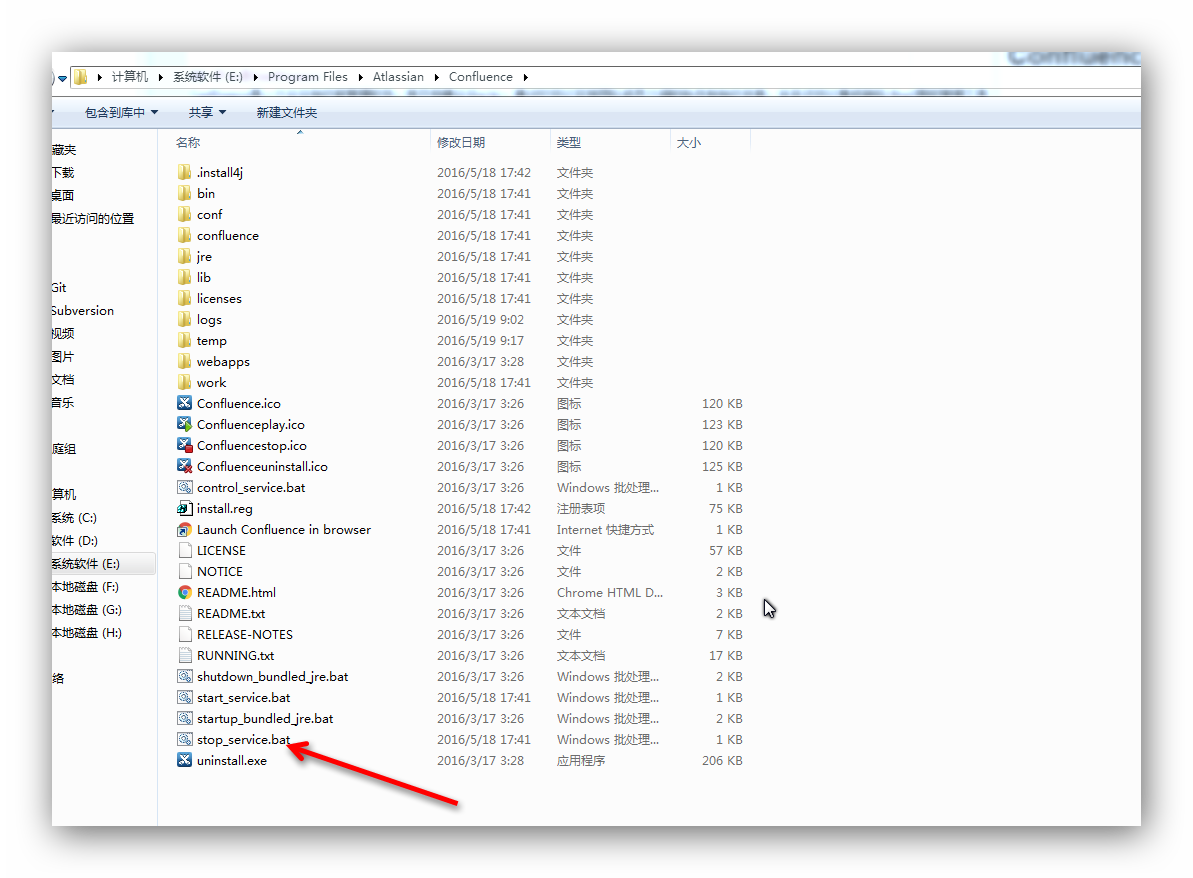 Confluenc
计算机 系统软件 (E:) Program Files Atlassian Confluence
包含到库中 共享 新建文件夹
名称 修改日期 类型 大小
藏夹
下载
桌面
最近访问的位置
Git
Subversion
视频
图片
文档
音乐
庭组
算机
系统 (C:)
软件 (D:)
系统软件 (E:)
本地磁盘 (F:)
本地磁盘 (G:)
本地磁盘 (H:)
络
.install4j 2016/5/18 17:42 文件夹
bin 2016/5/18 17:41 文件夹
conf 2016/5/18 17:41 文件夹
confluence 2016/5/18 17:41 文件夹
jre 2016/5/18 17:41 文件夹
lib 2016/5/18 17:41 文件夹
licenses 2016/5/18 17:41 文件夹
logs 2016/5/19 9:02 文件夹
temp 2016/5/19 9:17 文件夹
webapps 2016/3/17 3:28 文件夹
work 2016/5/18 17:41 文件夹
Confluence.ico 2016/3/17 3:26 图标 120 KB
Confluenceplay.ico 2016/3/17 3:26 图标 123 KB
Confluencestop.ico 2016/3/17 3:26 图标 120 KB
Confluenceuninstall.ico 2016/3/17 3:26 图标 125 KB
control_service.bat 2016/3/17 3:26 Windows 批处理... 1 KB
install.reg 2016/5/18 17:42 注册表项 75 KB
Launch Confluence in browser 2016/5/18 17:41 Internet 快捷方式 1 KB
LICENSE 2016/3/17 3:26 文件 57 KB
NOTICE 2016/3/17 3:26 文件 2 KB
README.html 2016/3/17 3:26 Chrome HTML D... 3 KB
README.txt 2016/3/17 3:26 文本文档 2 KB
RELEASE-NOTES 2016/3/17 3:26 文件 7 KB
RUNNING.txt 2016/3/17 3:26 文本文档 17 KB
shutdown_bundled_jre.bat 2016/3/17 3:26 Windows 批处理... 2 KB
start_service.bat 2016/5/18 17:41 Windows 批处理... 1 KB
startup_bundled_jre.bat 2016/3/17 3:26 Windows 批处理... 2 KB
stop_service.bat 2016/5/18 17:41 Windows 批处理... 1 KB
uninstall.exe 2016/3/17 3:28 应用程序 206 KB